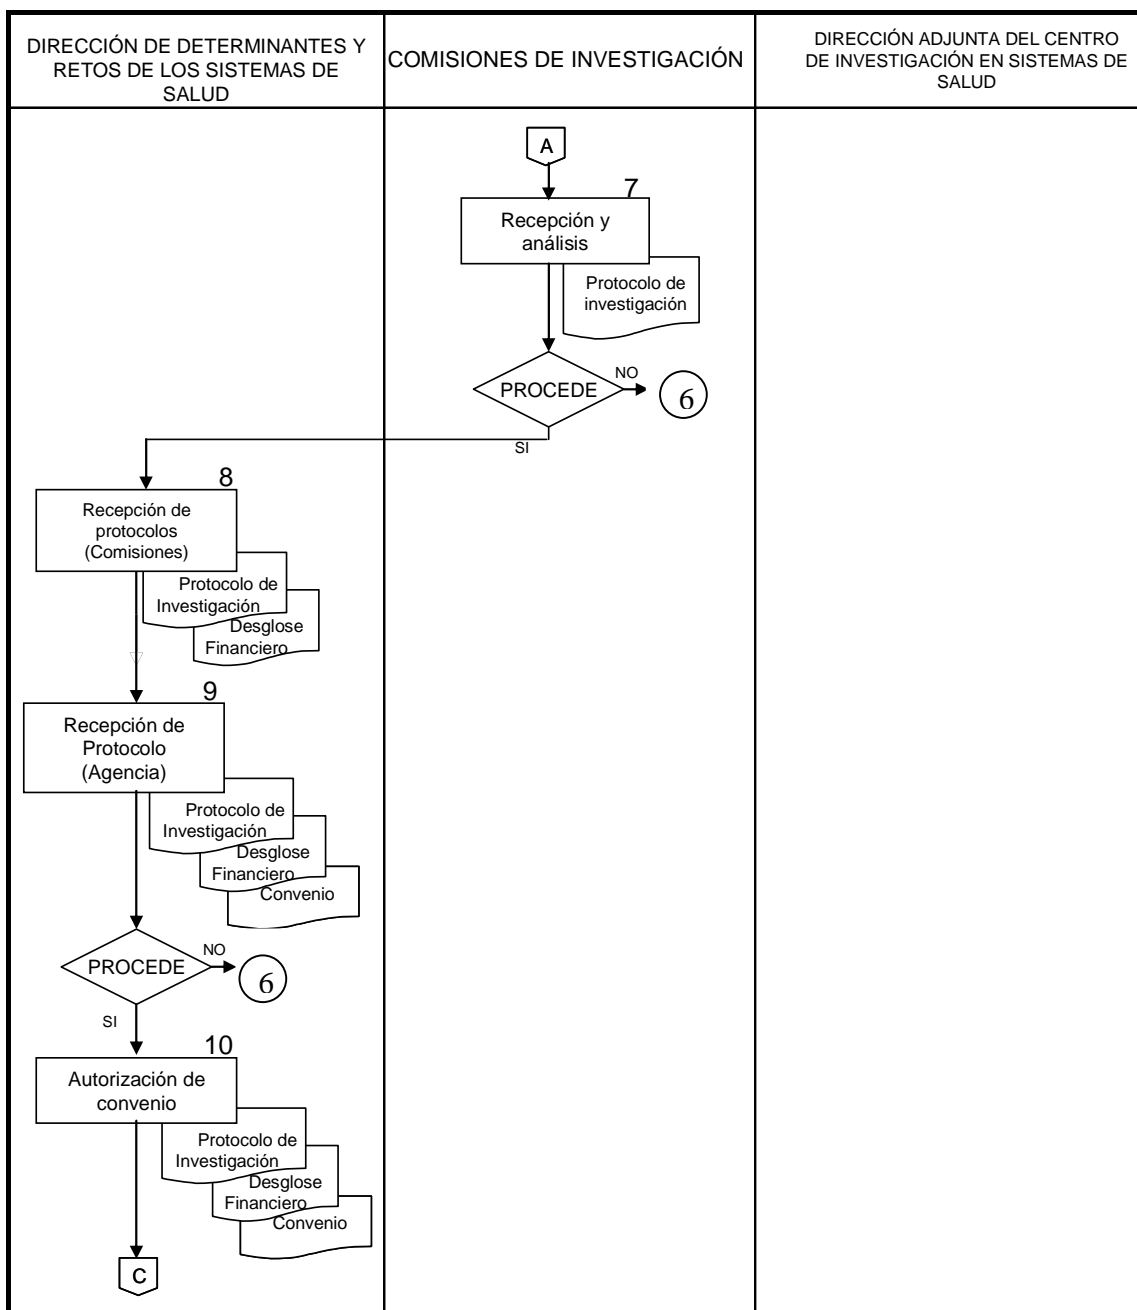 DIRECCIÓN DE DETERMINANTES Y
RETOS DE LOS SISTEMAS DE
SALUD
COMISIONES DE INVESTIGACIÓN
DIRECCIÓN ADJUNTA DEL CENTRO
DE INVESTIGACIÓN EN SISTEMAS DE
SALUD
A
7
Recepción y
análisis
Protocolo de
investigación
PROCEDE
NO
6
SI
8
Recepción de
protocolos
(Comisiones)
Protocolo de
Investigación
Desglose
Financiero
9
Recepción de
Protocolo
(Agencia)
Protocolo de
Investigación
Desglose
Financiero
Convenio
PROCEDE
NO
6
SI
10
Autorización de
convenio
Protocolo de
Investigación
Desglose
Financiero
Convenio
C